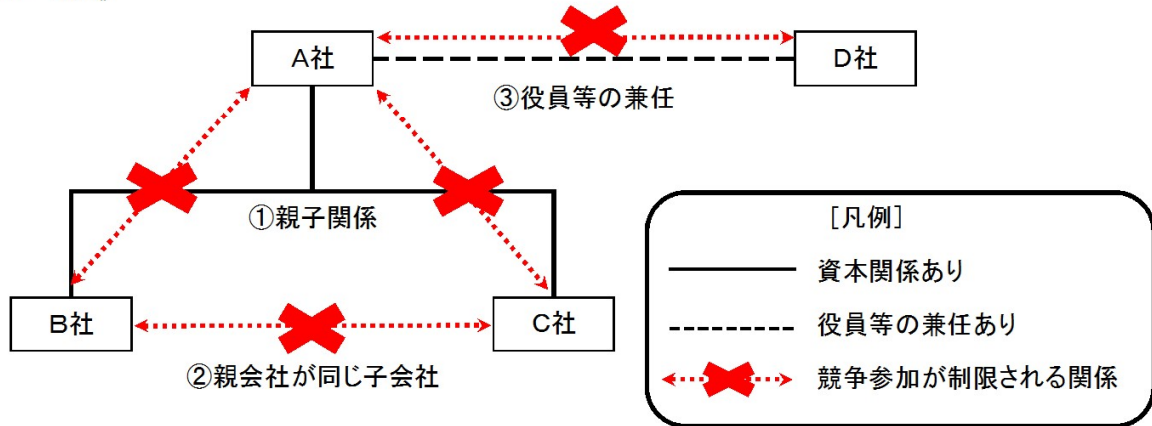 A社
D社
③役員等の兼任
①親子関係
B社
C社
②親会社が同じ子会社
[凡例]
資本関係あり
役員等の兼任あり
競争参加が制限される関係